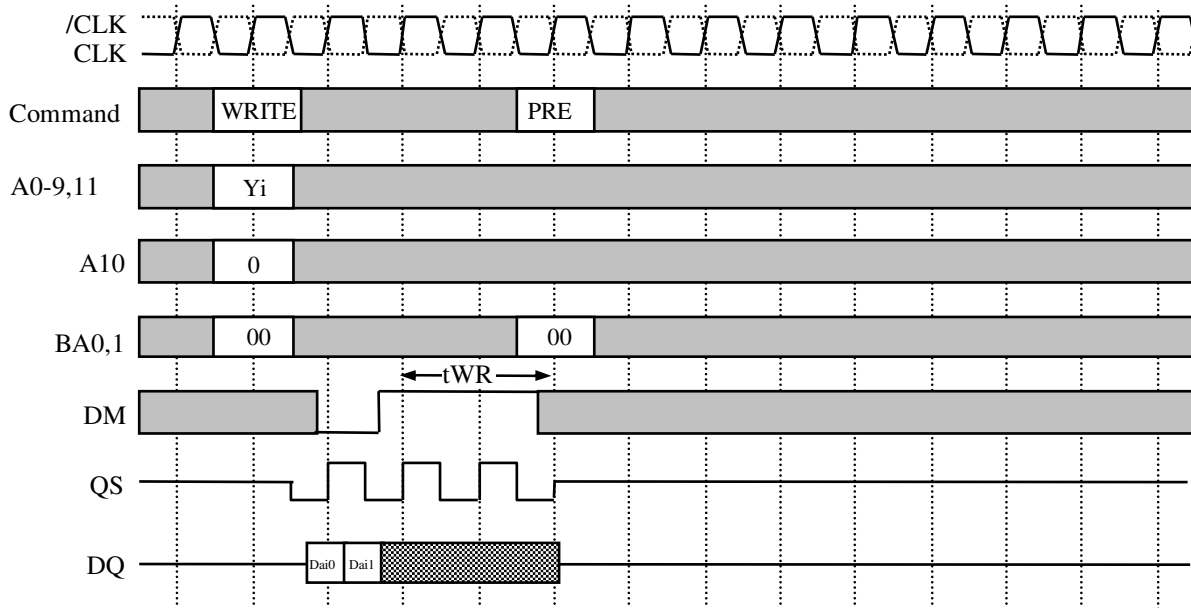 /CLK
CLK
Command WRITE PRE
A0-9,11 Yi
A10 0
BA0,1 00 00
tWR
DM
QS
DQ Dai0 Dai1